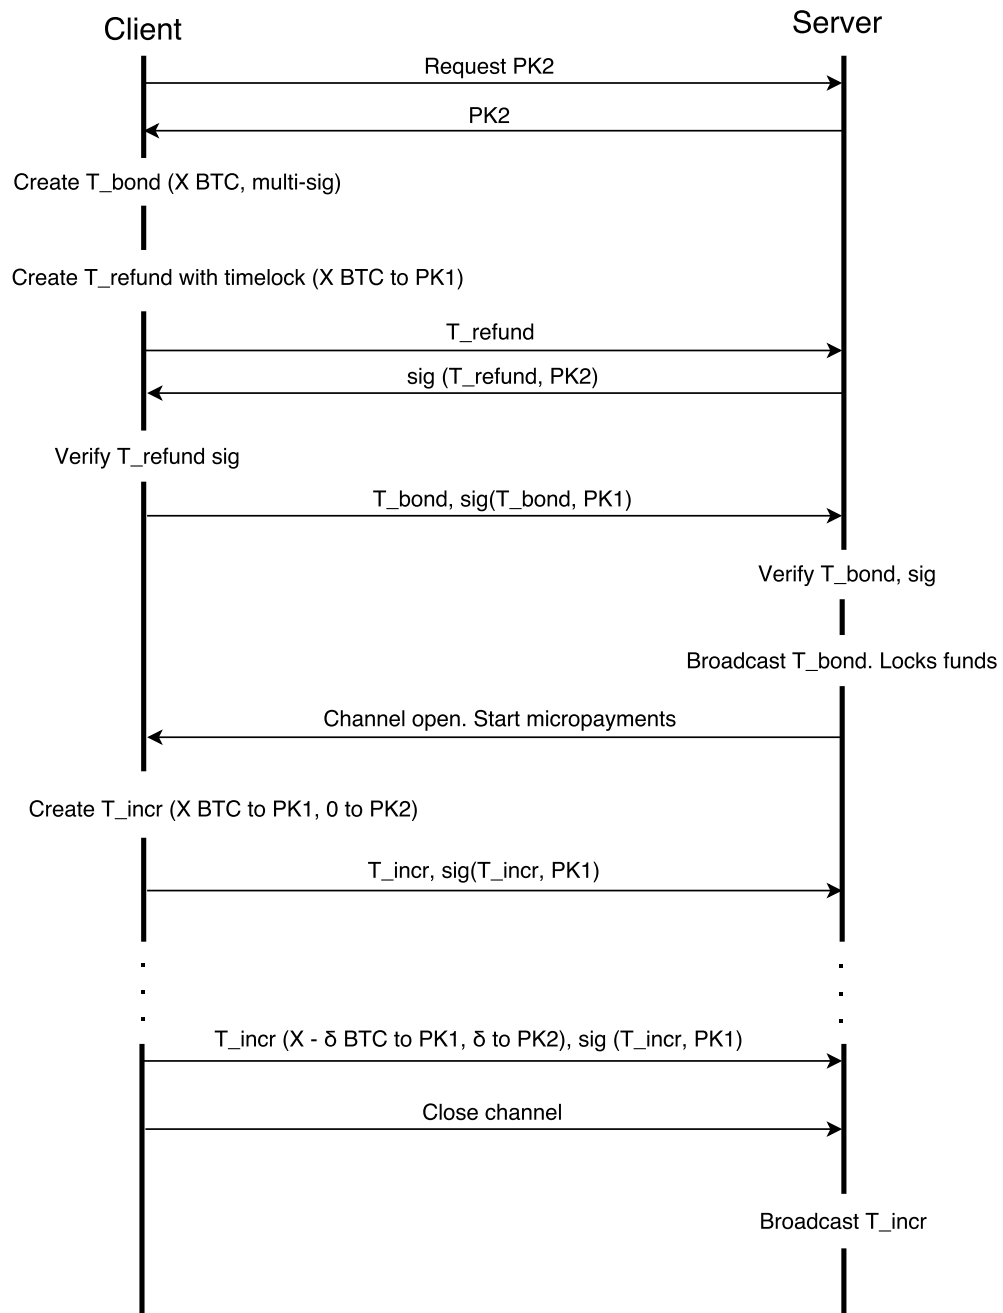 Client
Server
Request PK2
PK2
Create T_bond (X BTC, multi-sig)
Create T_refund with timelock (X BTC to PK1)
T_refund
sig (T_refund, PK2)
Verify T_refund sig
T_bond, sig(T_bond, PK1)
Verify T_bond, sig
Broadcast T_bond. Locks funds
Channel open. Start micropayments
Create T_incr (X BTC to PK1, 0 to PK2)
T_incr, sig(T_incr, PK1)
T_incr (X - δ BTC to PK1, δ to PK2), sig (T_incr, PK1)
Close channel
Broadcast T_incr